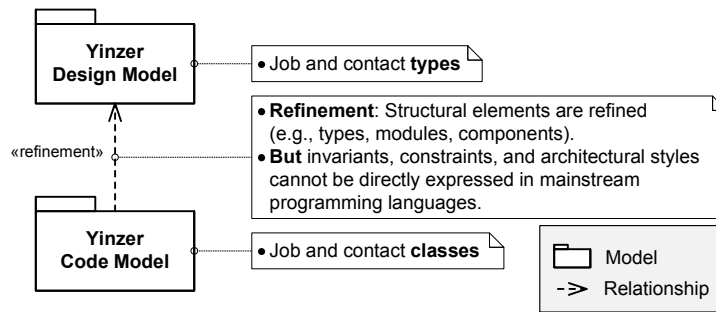 Yinzer
Design Model
• Job and contact types
«refinement»
• Refinement: Structural elements are refined
(e.g., types, modules, components).
• But invariants, constraints, and architectural styles
cannot be directly expressed in mainstream
programming languages.
Yinzer
Code Model
• Job and contact classes
Model
Relationship